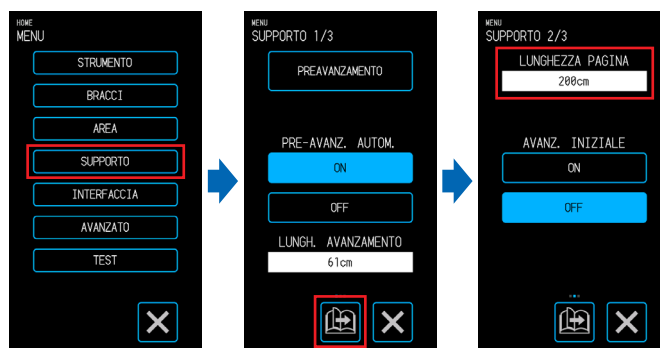 HOME
MENU
STRUMENTO
BRACCI
AREA
SUPPORTO
INTERFACCIA
AVANZATO
TEST
MENU
SUPPORTO 1/3
PREAVANZAMENTO
PRE-AVANZ. AUTOM.
ON
OFF
LUNGH. AVANZAMENTO
61cm
MENU
SUPPORTO 2/3
LUNGHEZZA PAGINA
200cm
AVANZ. INIZIALE
ON
OFF